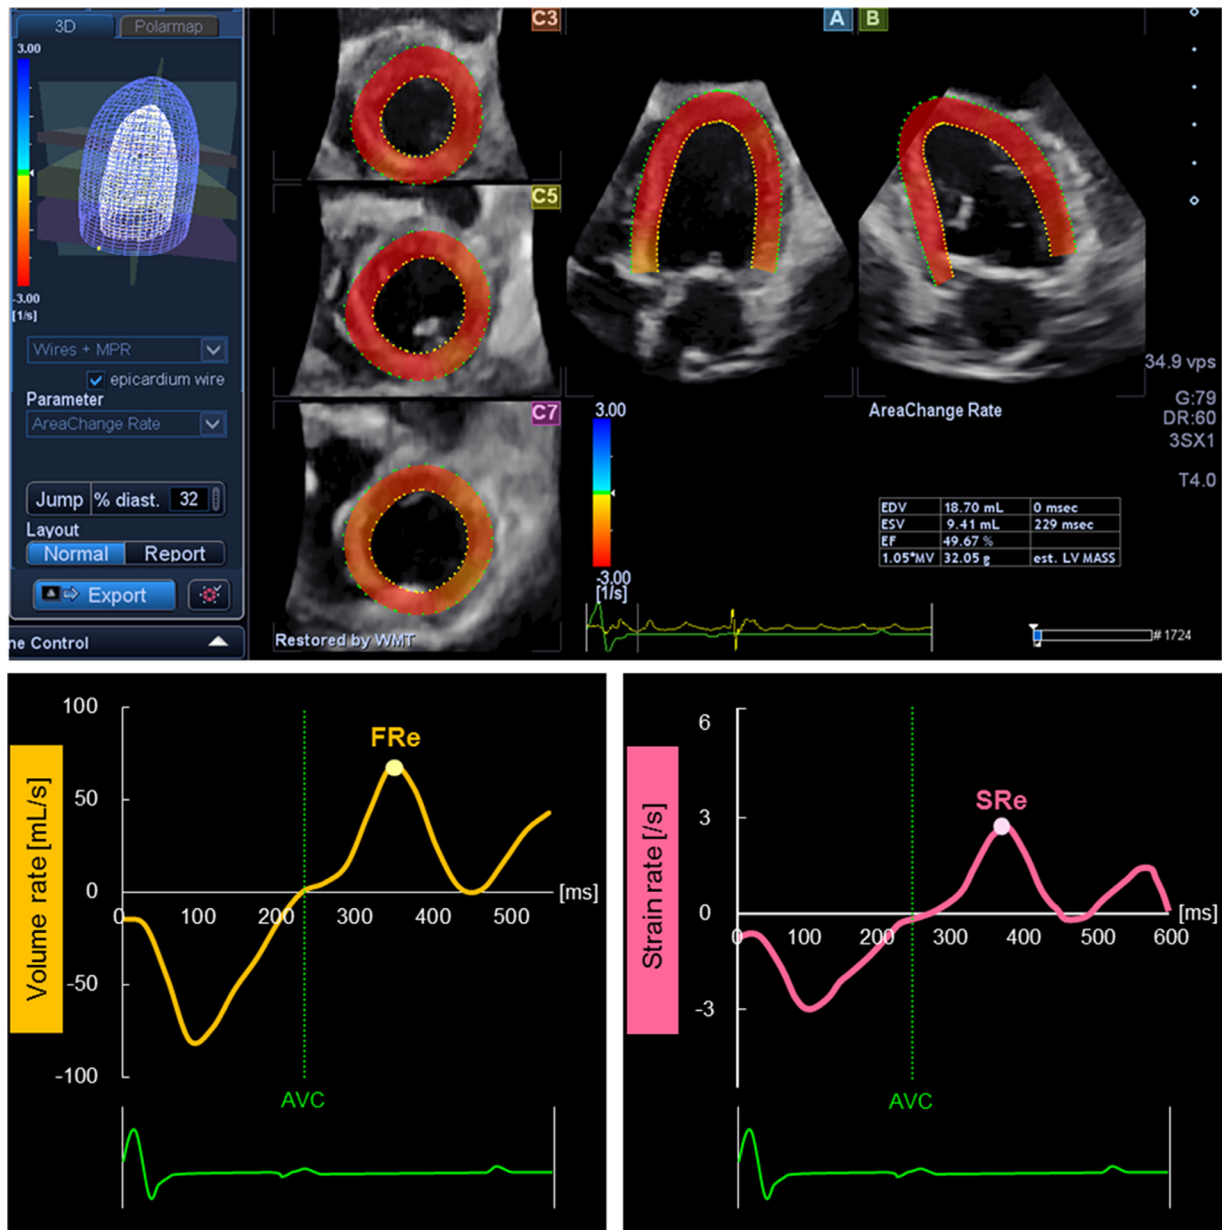 3D
Polarmap
3.00
-3.00
[1/s]
Wires + MPR
epicardium wire
Parameter
AreaChange Rate
Jump
% diast.
32
Layout
Normal
Report
Export
ne Control
C3
C5
C7
Restored by WMT
A
B
3.00
-3.00
[1/s]
AreaChange Rate
34.9 vps
G:79
DR:60
3SX1
T4.0
EDV 18.70 mL 0 msec
ESV 9.41 mL 229 msec
EF 49.67 %
1.05*MV 32.05 g est. LV MASS
# 1724
Volume rate [mL/s]
100
50
0
-50
-100
0 100 200 300 400 500 [ms]
FRe
AVC
Strain rate [/s]
6
3
0
-3
0 100 200 300 400 500 600 [ms]
SRe
AVC